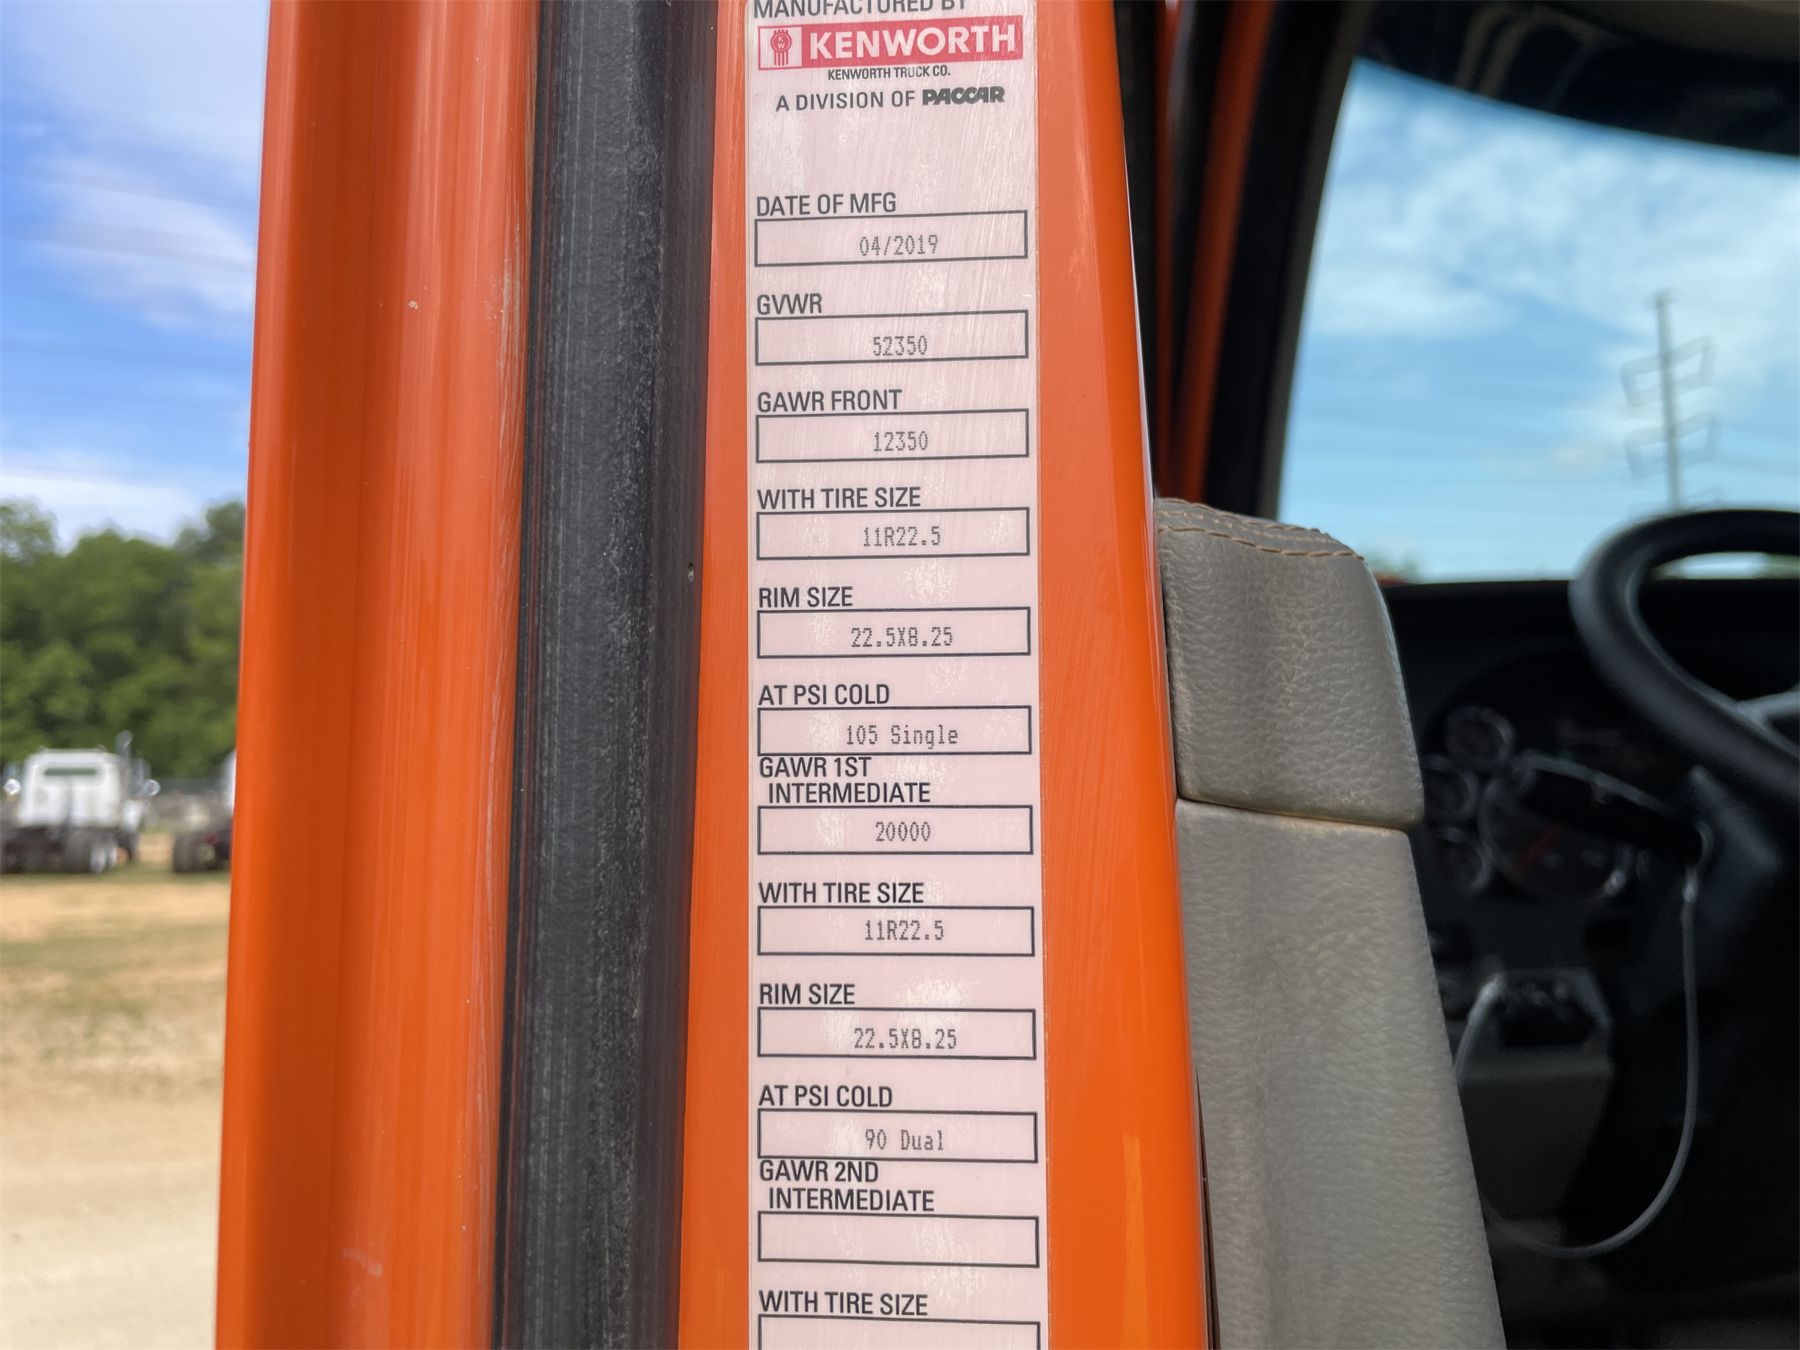 MANUFACTURED BY
KW KENWORTH
KENWORTH TRUCK CO.
A DIVISION OF PACCAR
DATE OF MFG
04/2019
GVWR
52350
GAWR FRONT
12350
WITH TIRE SIZE
11R22.5
RIM SIZE
22.5X8.25
AT PSI COLD
105 Single
GAWR 1ST
INTERMEDIATE
20000
WITH TIRE SIZE
11R22.5
RIM SIZE
22.5X8.25
AT PSI COLD
90 Dual
GAWR 2ND
INTERMEDIATE
WITH TIRE SIZE